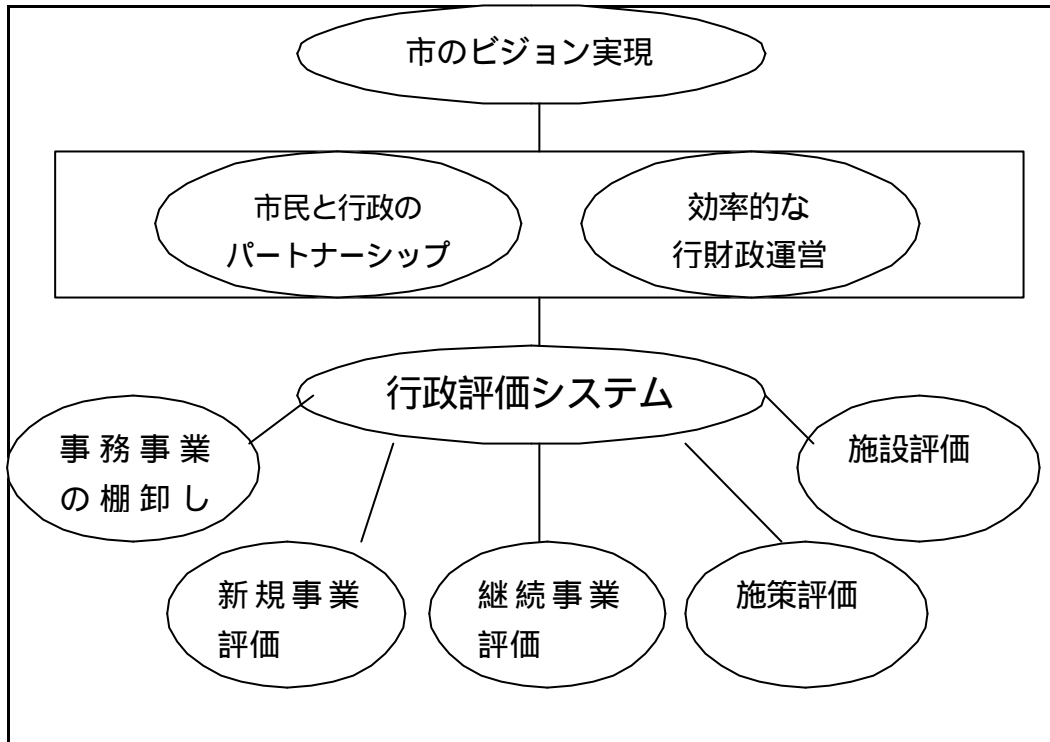 市のビジョン実現
市民と行政の
パートナーシップ
効率的な
行財政運営
行政評価システム
事務事業
の棚卸し
施設評価
新規事業
評価
継続事業
評価
施策評価